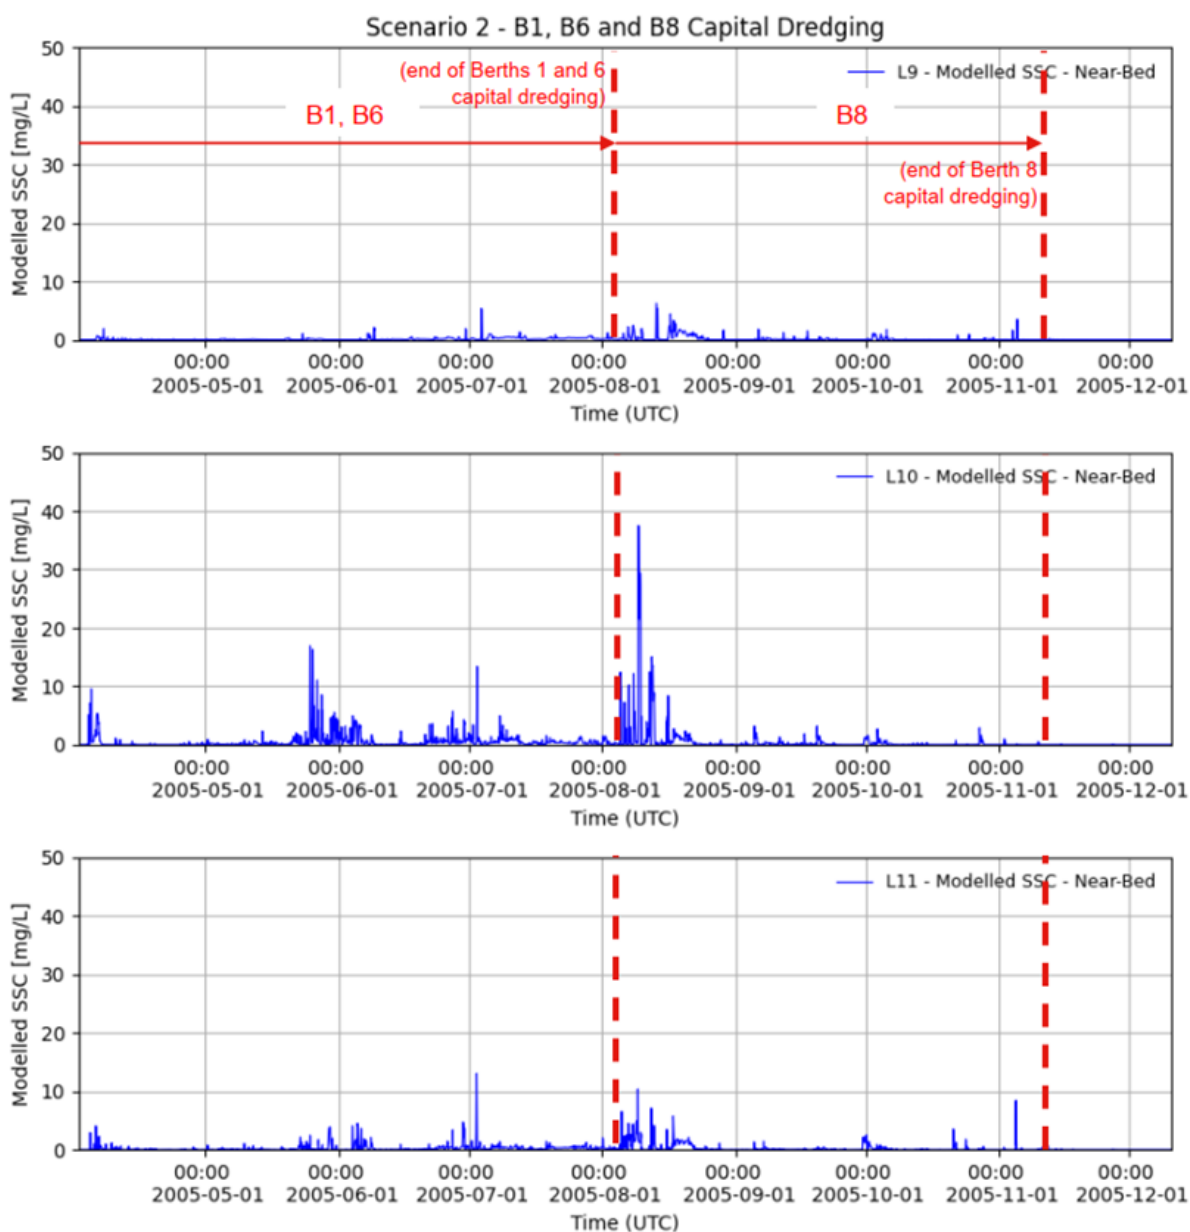 Scenario 2 - B1, B6 and B8 Capital Dredging
50
40
30
20
10
0
Modelled SSC [mg/L]
(end of Berths 1 and 6
capital dredging)
L9 - Modelled SSC - Near-Bed
B1, B6
B8
(end of Berth 8
capital dredging)
00:00 00:00 00:00 00:00 00:00 00:00 00:00 00:00
2005-05-01 2005-06-01 2005-07-01 2005-08-01 2005-09-01 2005-10-01 2005-11-01 2005-12-01
Time (UTC)
50
40
30
20
10
0
Modelled SSC [mg/L]
L10 - Modelled SSC - Near-Bed
00:00 00:00 00:00 00:00 00:00 00:00 00:00 00:00
2005-05-01 2005-06-01 2005-07-01 2005-08-01 2005-09-01 2005-10-01 2005-11-01 2005-12-01
Time (UTC)
50
40
30
20
10
0
Modelled SSC [mg/L]
L11 - Modelled SSC - Near-Bed
00:00 00:00 00:00 00:00 00:00 00:00 00:00 00:00
2005-05-01 2005-06-01 2005-07-01 2005-08-01 2005-09-01 2005-10-01 2005-11-01 2005-12-01
Time (UTC)